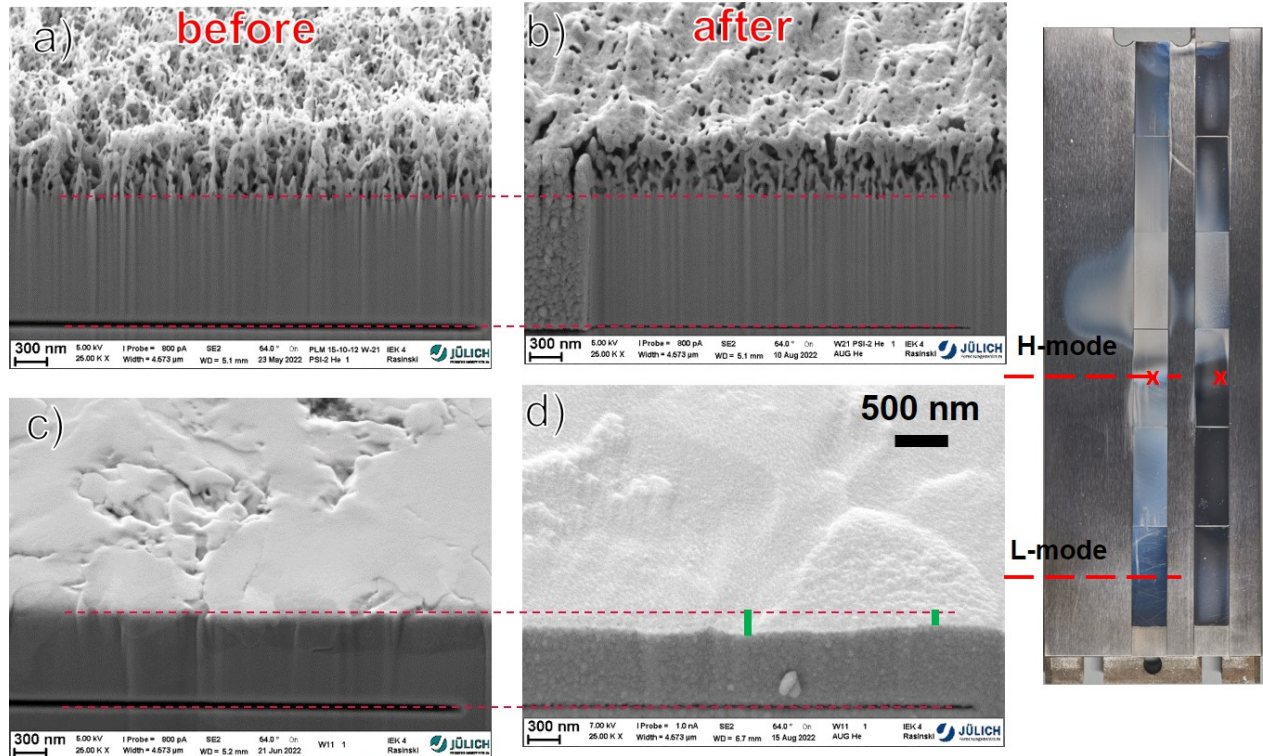 a) before
b) after
300 nm
5.00 kV I Probe = 800 pA SE2 64.0 ° On PLM 15-10-12 W-21 IEK 4
25.00 K X Width = 4.573 µm WD = 5.1 mm 23 May 2022 PSI-2 He 1 Rasinski
JÜLICH
300 nm
5.00 kV I Probe = 800 pA SE2 64.0 ° On W21 PSI-2 He 1 IEK 4
25.00 K X Width = 4.573 µm WD = 5.1 mm 10 Aug 2022 AUG He Rasinski
JÜLICH
H-mode
x x
c)
d)
500 nm
L-mode
300 nm
5.00 kV I Probe = 800 pA SE2 64.0 ° On W11 1 IEK 4
25.00 K X Width = 4.573 µm WD = 5.2 mm 21 Jun 2022 Rasinski
JÜLICH
300 nm
7.00 kV I Probe = 1.0 nA SE2 64.0 ° On W11 1 IEK 4
25.00 K X Width = 4.573 µm WD = 6.7 mm 15 Aug 2022 AUG He Rasinski
JÜLICH